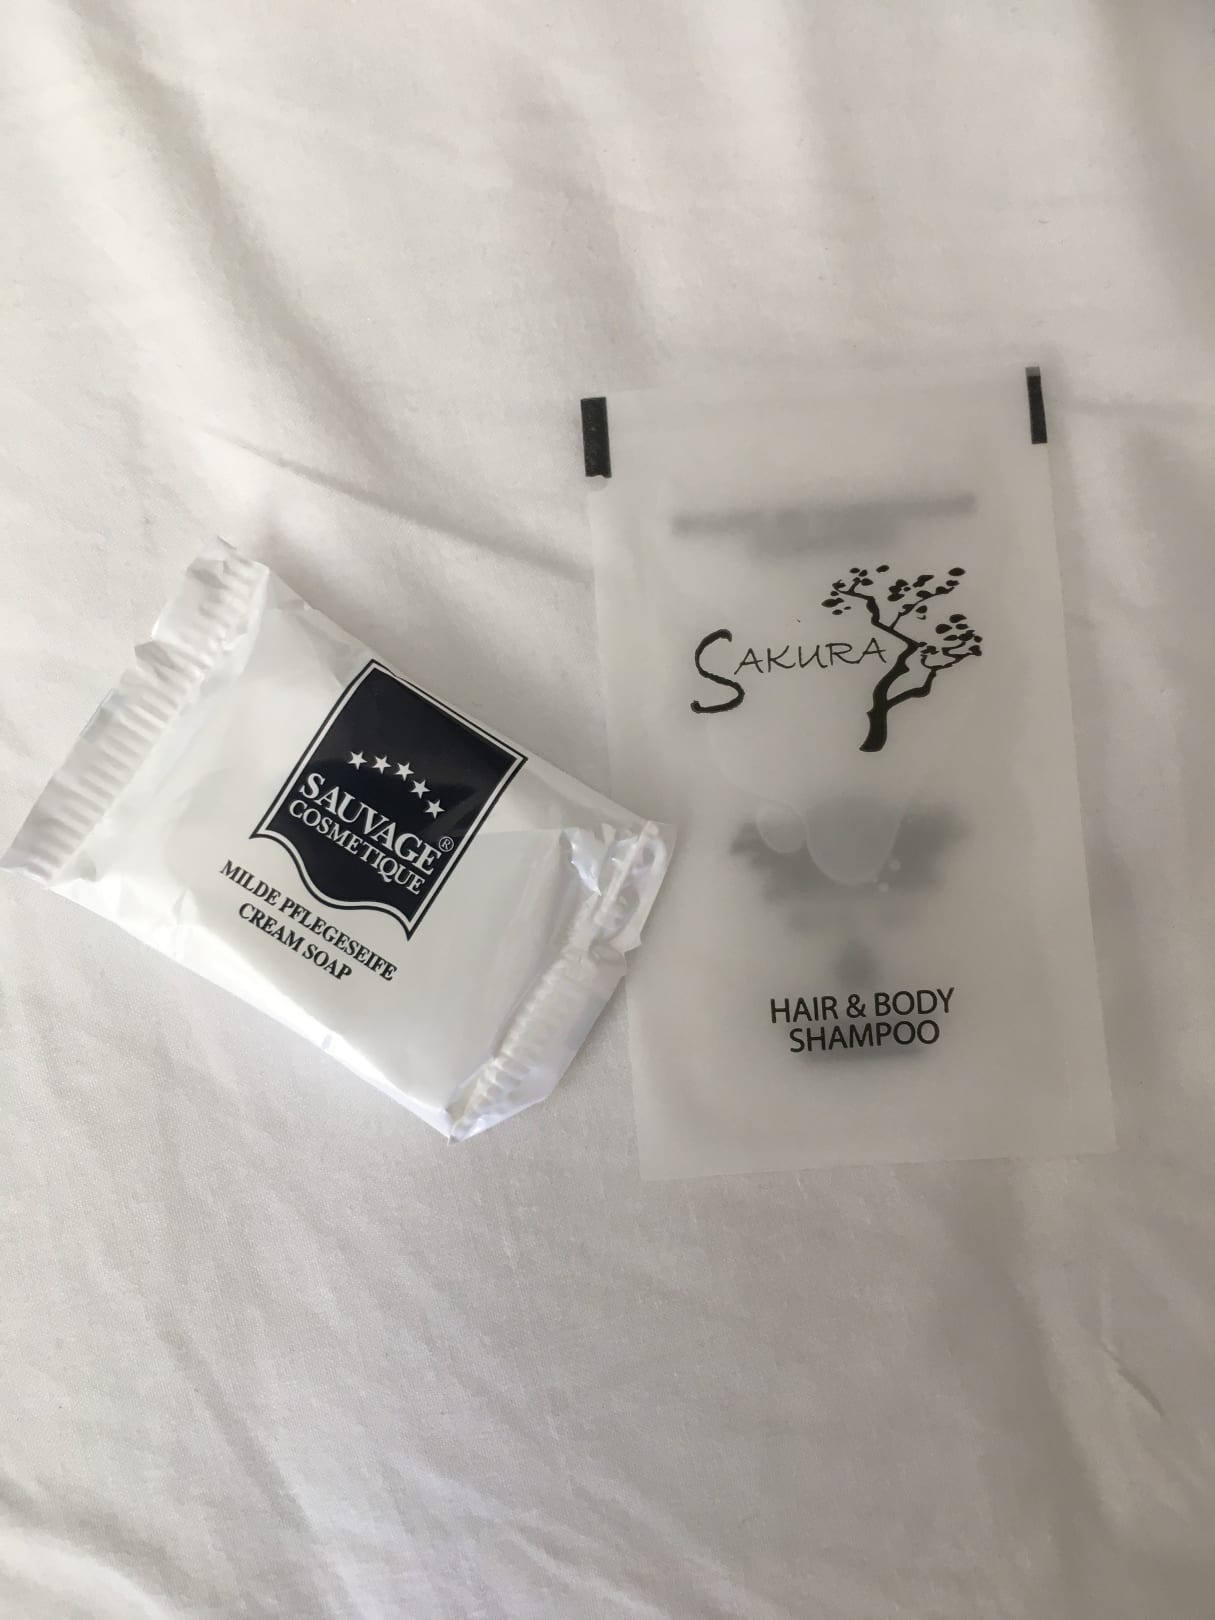 SAUVAGE®
COSMETIQUE
MILDE PFLEGESEIFE
CREAM SOAP
SAKURA
HAIR & BODY
SHAMPOO